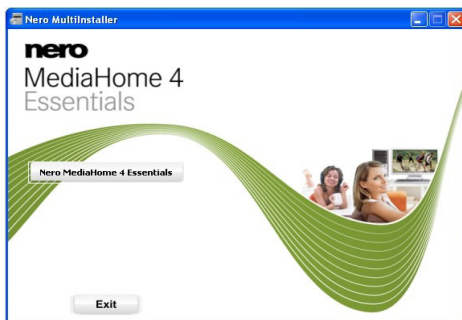 Nero MultiInstaller
nero
MediaHome 4
Essentials
Nero MediaHome 4 Essentials
Exit